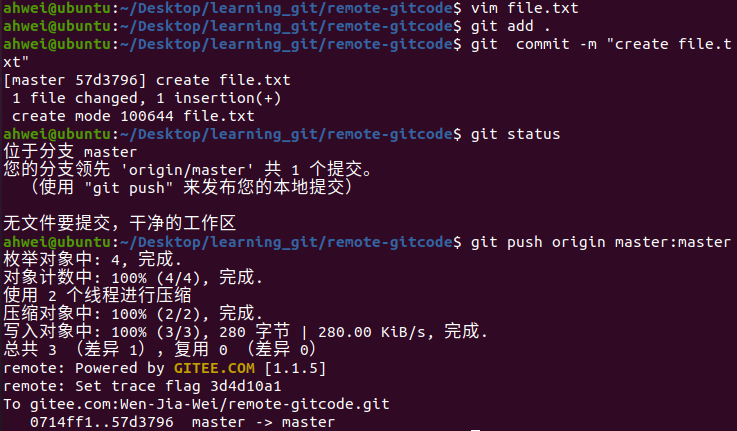 ahwei@ubuntu:~/Desktop/learning_git/remote-gitcode$ vim file.txt
ahwei@ubuntu:~/Desktop/learning_git/remote-gitcode$ git add .
ahwei@ubuntu:~/Desktop/learning_git/remote-gitcode$ git  commit -m "create file.t
xt"
[master 57d3796] create file.txt
 1 file changed, 1 insertion(+)
 create mode 100644 file.txt
ahwei@ubuntu:~/Desktop/learning_git/remote-gitcode$ git status
位于分支 master
您的分支领先 'origin/master' 共 1 个提交。
  （使用 "git push" 来发布您的本地提交）
无文件要提交，干净的工作区
ahwei@ubuntu:~/Desktop/learning_git/remote-gitcode$ git push origin master:master
枚举对象中: 4, 完成.
对象计数中: 100% (4/4), 完成.
使用 2 个线程进行压缩
压缩对象中: 100% (2/2), 完成.
写入对象中: 100% (3/3), 280 字节 | 280.00 KiB/s, 完成.
总共 3 （差异 1），复用 0 （差异 0）
remote: Powered by GITEE.COM [1.1.5]
remote: Set trace flag 3d4d10a1
To gitee.com:Wen-Jia-Wei/remote-gitcode.git
   0714ff1..57d3796  master -> master